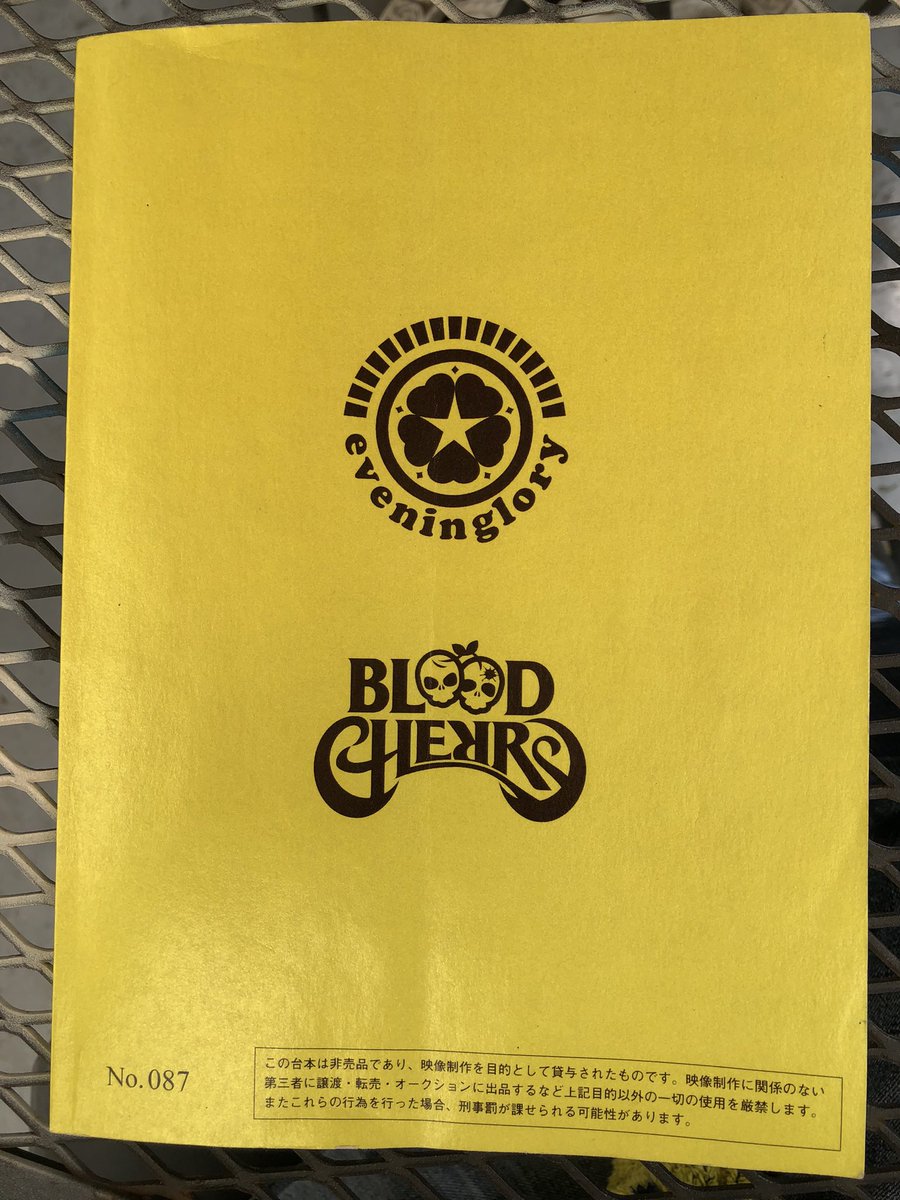 eveninglory
BLOOD
CHERRY
No. 087
この台本は非売品であり、映像制作を目的として貸与されたものです。映像制作に関係のない
第三者に譲渡・転売・オークションに出品するなど上記目的以外の一切の使用を厳禁します。
またこれらの行為を行った場合、刑事罰が課せられる可能性があります。